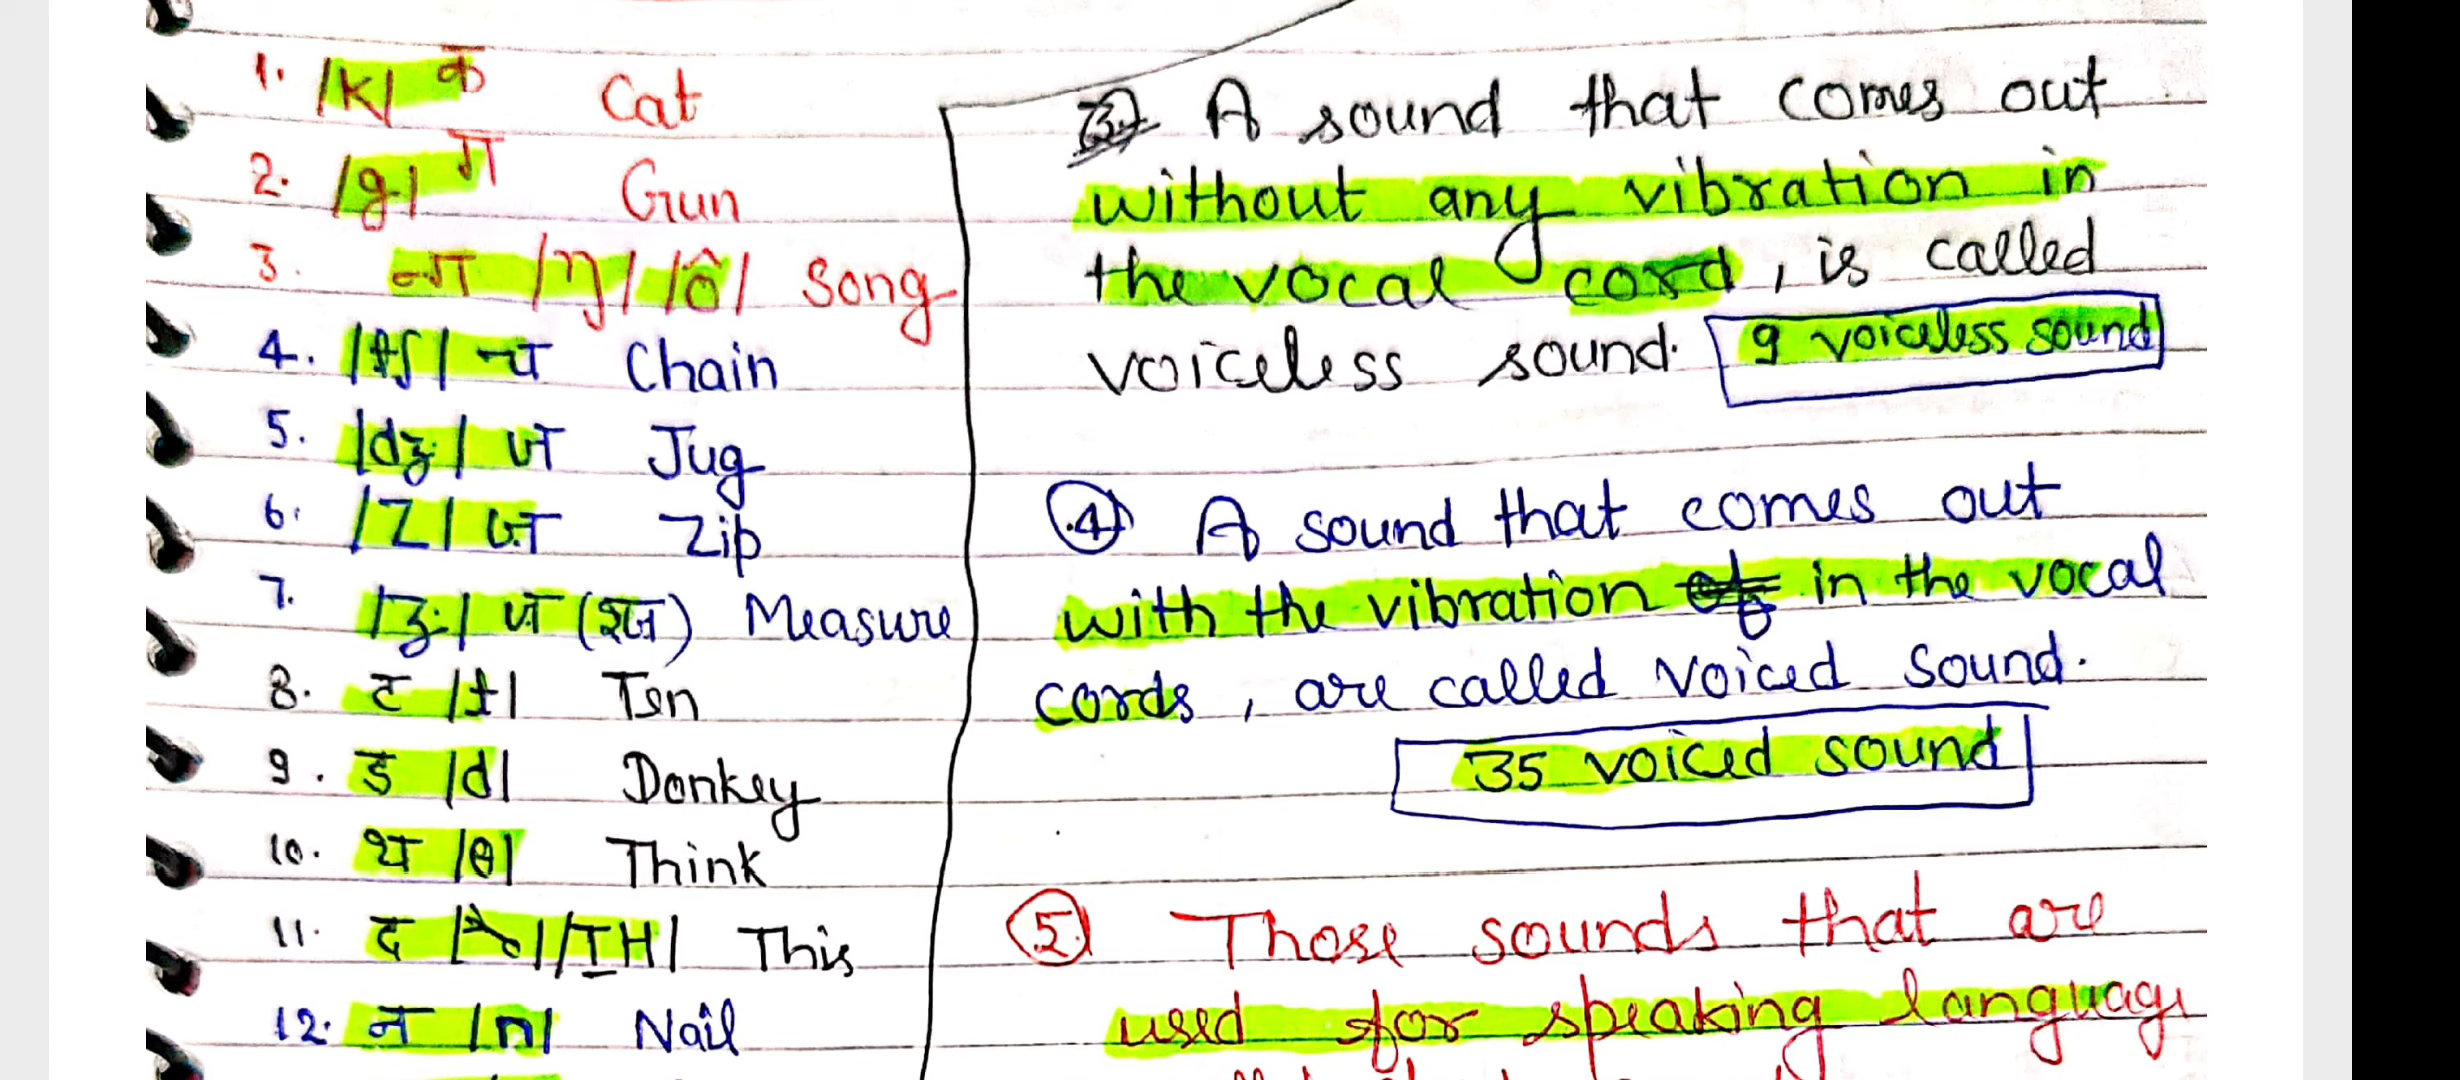 1. /k/ क Cat
2. /g/ ग Gun
3. न्ग /ŋ/ /ô/ Song
4. /tʃ/ च Chain
5. /dʒ/ ज Jug
6. /Z/ ज़ Zip
7. /ʒ/ ज़ (श्ज़) Measure
8. ट /t/ Ten
9. ड /d/ Donkey
10. थ /θ/ Think
11. द /ð/ /TH/ This
12. न /n/ Nail
A sound that comes out
without any vibration in
the vocal cord, is called
voiceless sound. 9 voiceless sound
4. A sound that comes out
with the vibration in the vocal
cords, are called voiced sound.
35 voiced sound
5. Those sounds that are
used for speaking language